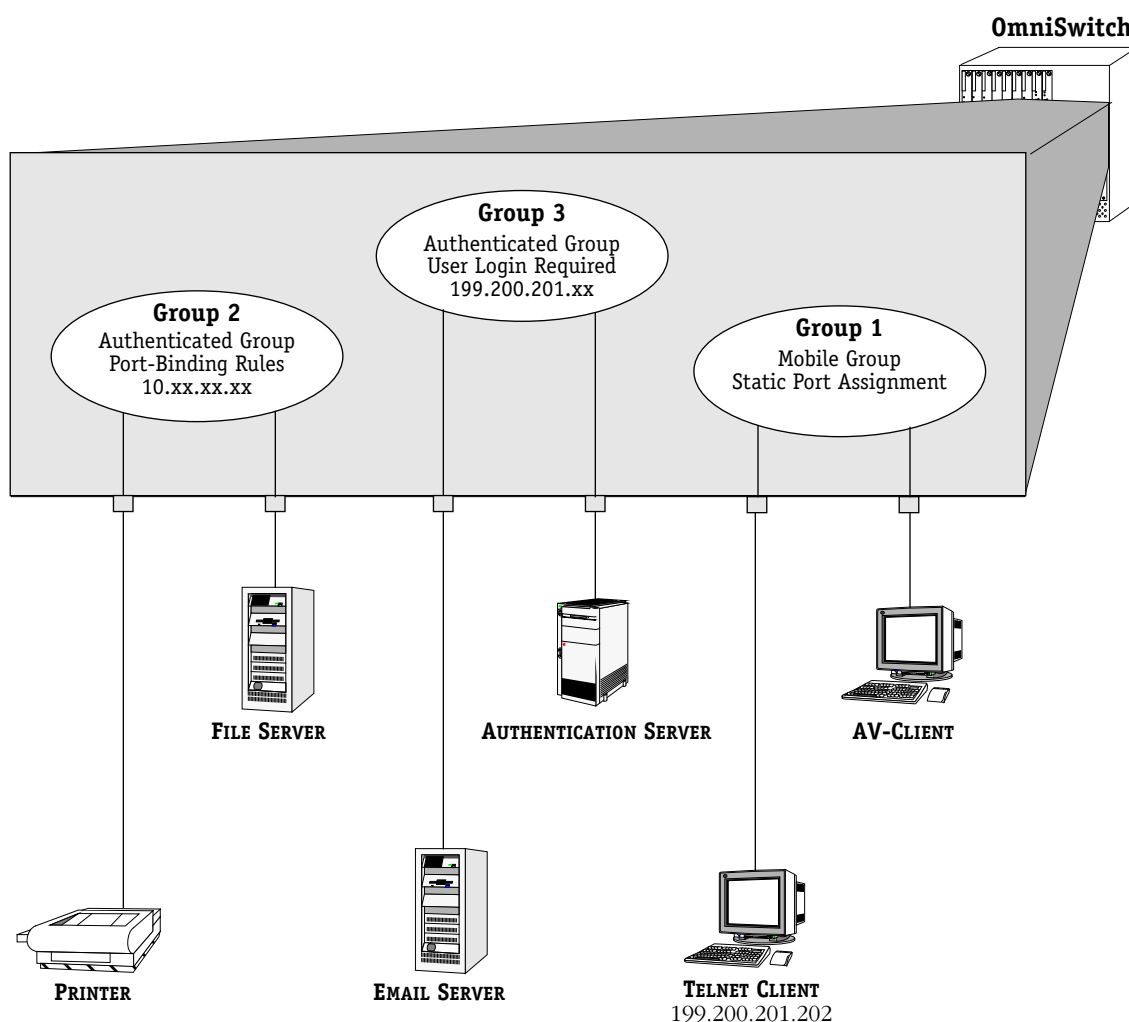 OmniSwitch
Group 3
Authenticated Group
User Login Required
199.200.201.xx
Group 2
Authenticated Group
Port-Binding Rules
10.xx.xx.xx
Group 1
Mobile Group
Static Port Assignment
FILE SERVER
AUTHENTICATION SERVER
AV-CLIENT
PRINTER
EMAIL SERVER
TELNET CLIENT
199.200.201.202